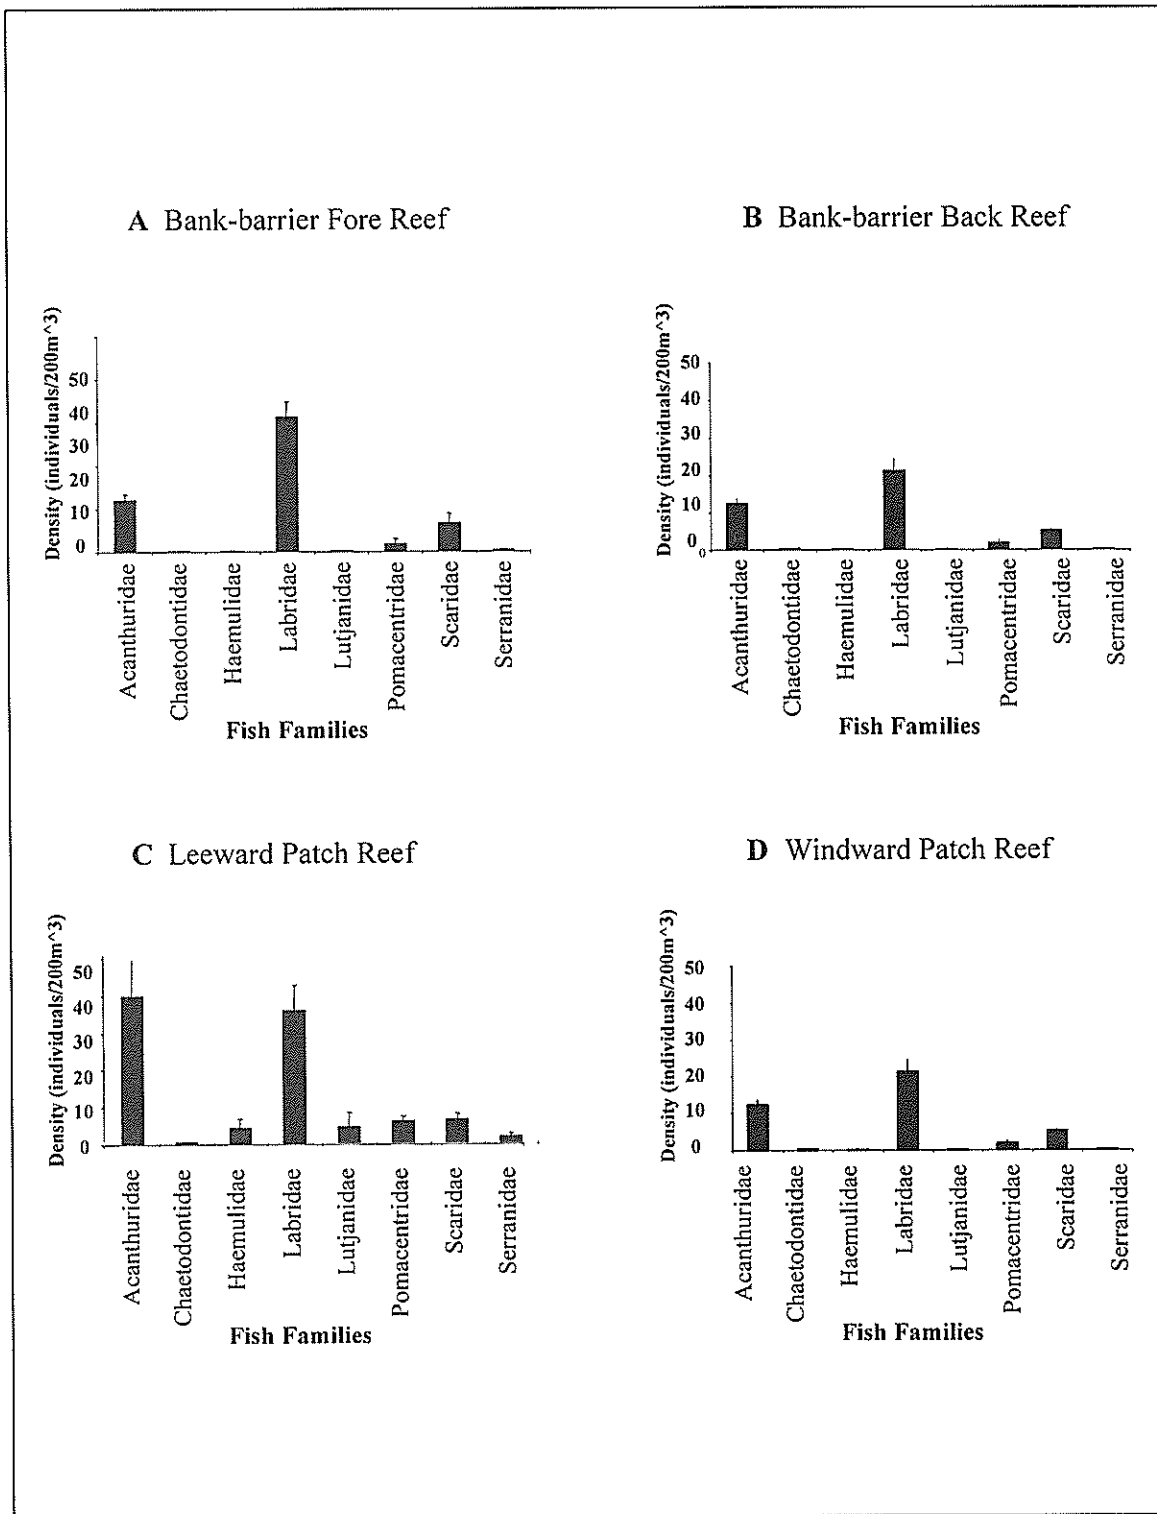 A Bank-barrier Fore Reef
Density (individuals/200m^3)
50
40
30
20
10
0
Acanthuridae
Chaetodontidae
Haemulidae
Labridae
Lutjanidae
Pomacentridae
Scaridae
Serranidae
Fish Families
B Bank-barrier Back Reef
Density (individuals/200m^3)
50
40
30
20
10
0
0
Acanthuridae
Chaetodontidae
Haemulidae
Labridae
Lutjanidae
Pomacentridae
Scaridae
Serranidae
Fish Families
C Leeward Patch Reef
Density (individuals/200m^3)
50
40
30
20
10
0
Acanthuridae
Chaetodontidae
Haemulidae
Labridae
Lutjanidae
Pomacentridae
Scaridae
Serranidae
Fish Families
D Windward Patch Reef
Density (individuals/200m^3)
50
40
30
20
10
0
Acanthuridae
Chaetodontidae
Haemulidae
Labridae
Lutjanidae
Pomacentridae
Scaridae
Serranidae
Fish Families